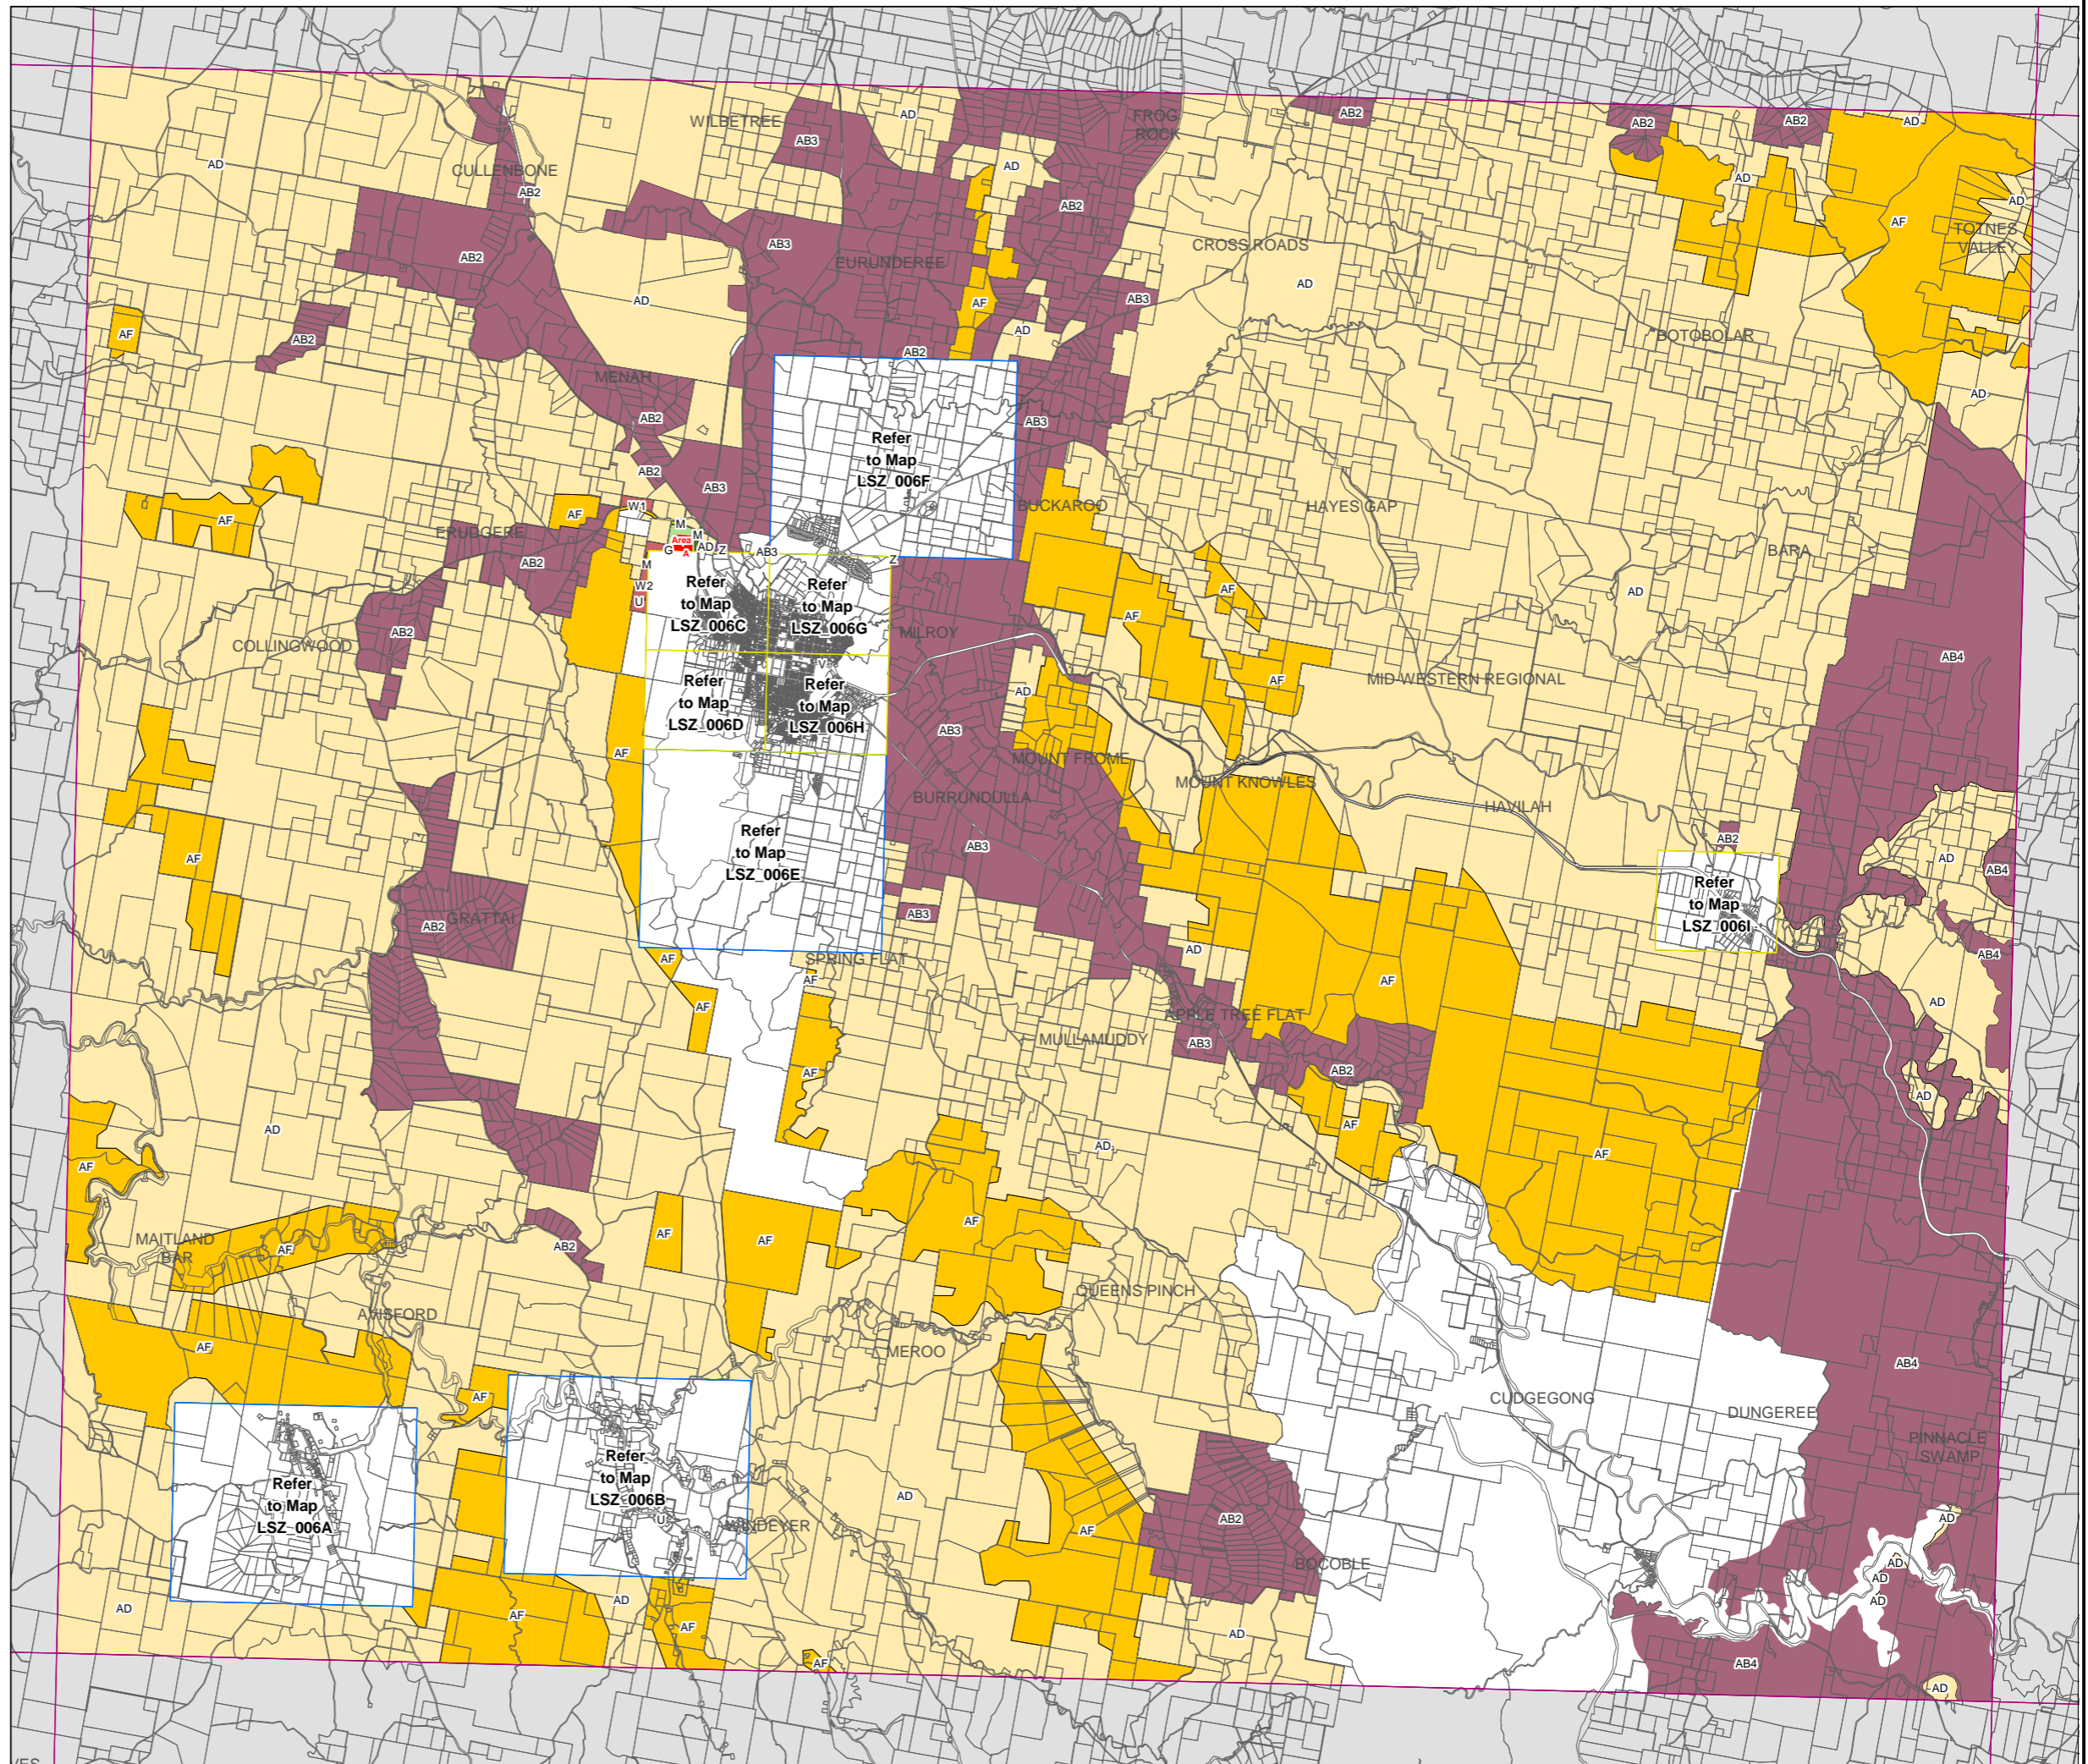 WILBETREE
AD
FROG
ROCK
AB2
AB2
AB2
AD
AB3
AD
AD
AD
CULLENBONE
AB2
AB2
AD
AF
TOTNES
VALLEY
AB3
CROSS ROADS
AB2
EURUNDEREE
AD
AD
AF
AB3
AF
AB2
AD
BOTOBOLAR
AB2
MENAH
AD
AB2
AB3
Refer
to Map
LSZ_006F
AB2
AB3
AF
AF
W1
BUCKAROO
HAYES GAP
ERUDGERE
M
M
Area
A
G
AD
Z
AB3
Z
BARA
AB2
M
W2
U
Refer
to Map
LSZ_006C
Refer
to Map
LSZ_006G
AF
AF
AD
AB2
COLLINGWOOD
MILROY
AB4
V
Refer
to Map
LSZ_006D
Refer
to Map
LSZ_006H
AD
AF
MID-WESTERN REGIONAL
AB3
AF
MOUNT FROME
MOUNT KNOWLES
BURRUNDULLA
HAVILAH
AF
Refer
to Map
LSZ_006E
AB3
AB2
AD
AB4
Refer
to Map
LSZ_006I
AB2
GRATTAI
AB3
AD
AB4
AF
SPRING FLAT
AF
AF
AF
AD
APPLE TREE FLAT
MULLAMUDDY
AB3
AF
AB2
AD
AD
AF
AD
AF
AF
AF
MAITLAND
BAR
AF
AB2
AF
AF
AF
QUEENS PINCH
AVISFORD
AF
MEROO
AB4
AF
CUDGEGONG
DUNGEREE
PINNACLE
SWAMP
Refer
to Map
LSZ_006A
Refer
to Map
LSZ_006B
U
WINDEYER
AD
AF
AB2
BOCOBLE
AD
AD
AD
AD
AD
AF
AD
AF
AD
AF
AB4
AD